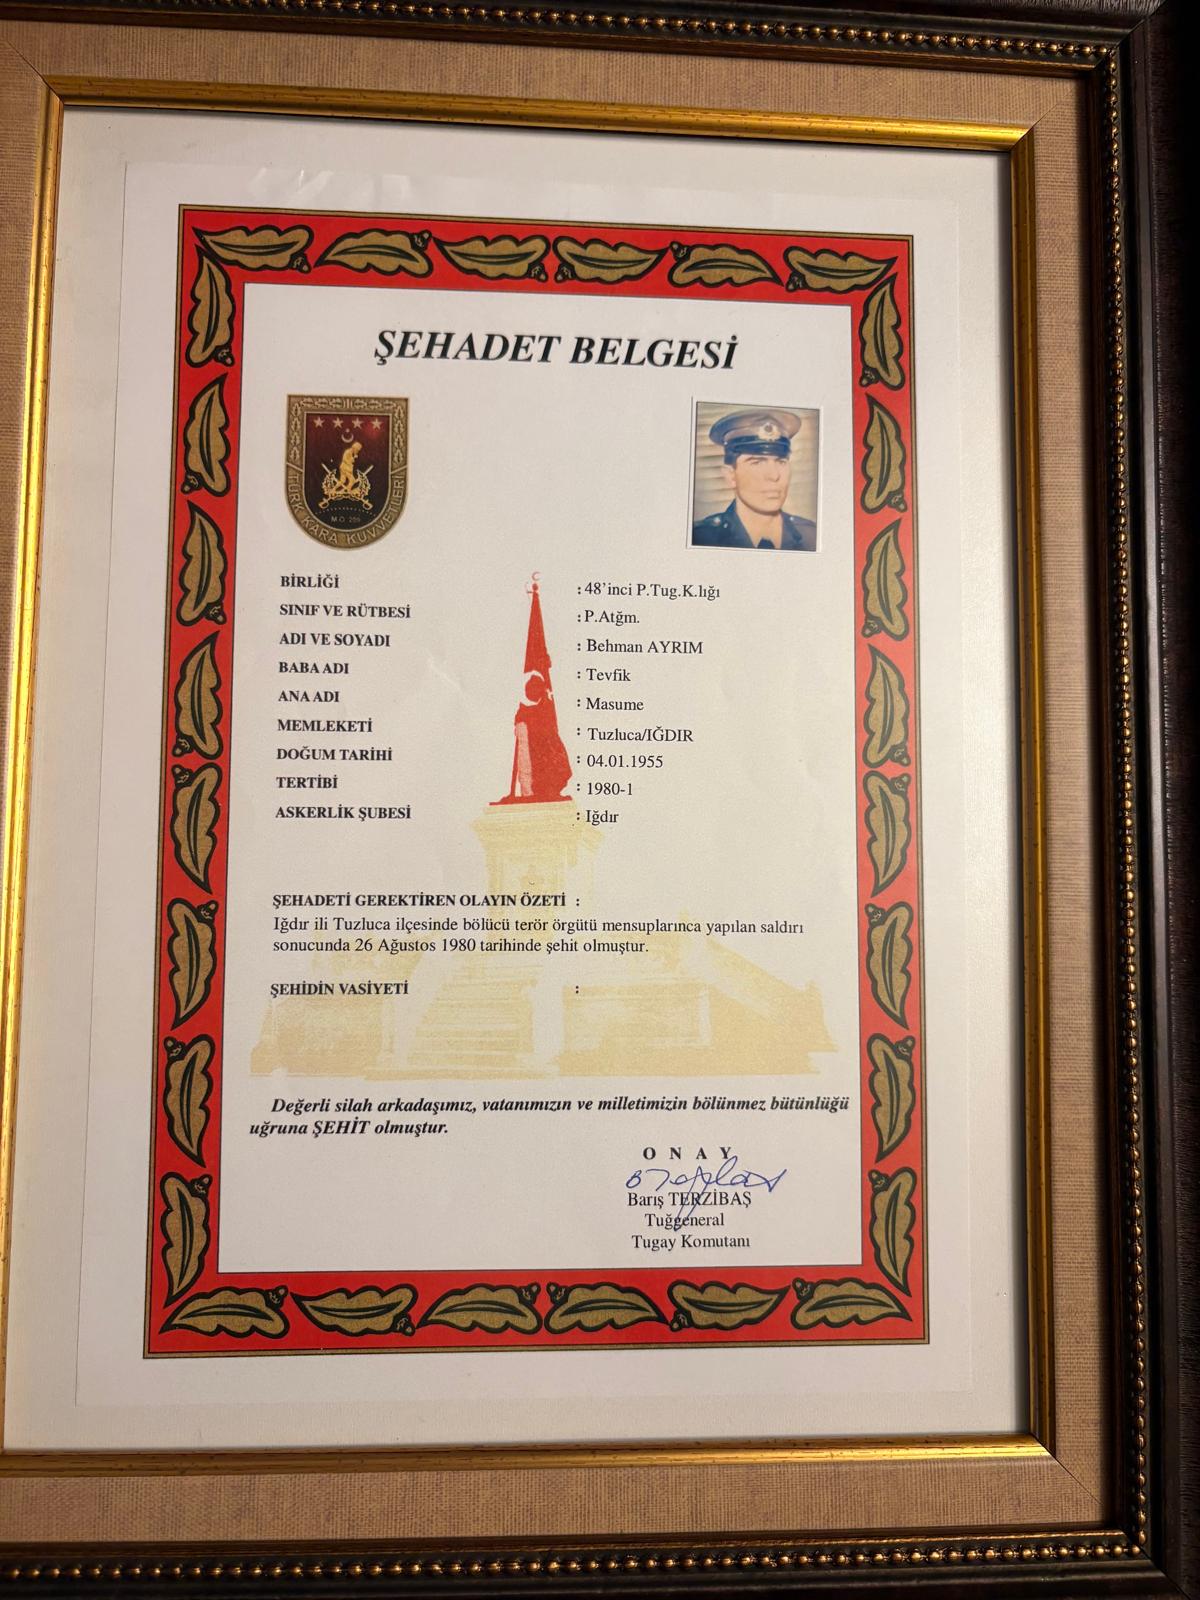 ŞEHADET BELGESİ
TÜRK KARA KUVVETLERİ
M.Ö. 209
BİRLİĞİ : 48'inci P.Tug.K.lığı
SINIF VE RÜTBESİ : P.Atğm.
ADI VE SOYADI : Behman AYRIM
BABA ADI : Tevfik
ANA ADI : Masume
MEMLEKETİ : Tuzluca/IĞDIR
DOĞUM TARİHİ : 04.01.1955
TERTİBİ : 1980-1
ASKERLİK ŞUBESİ : Iğdır
ŞEHADETİ GEREKTİREN OLAYIN ÖZETİ :
Iğdır ili Tuzluca ilçesinde bölücü terör örgütü mensuplarınca yapılan saldırı
sonucunda 26 Ağustos 1980 tarihinde şehit olmuştur.
ŞEHİDİN VASİYETİ :
Değerli silah arkadaşımız, vatanımızın ve milletimizin bölünmez bütünlüğü
uğruna ŞEHİT olmuştur.
O N A Y
Barış TERZİBAŞ
Tuğgeneral
Tugay Komutanı